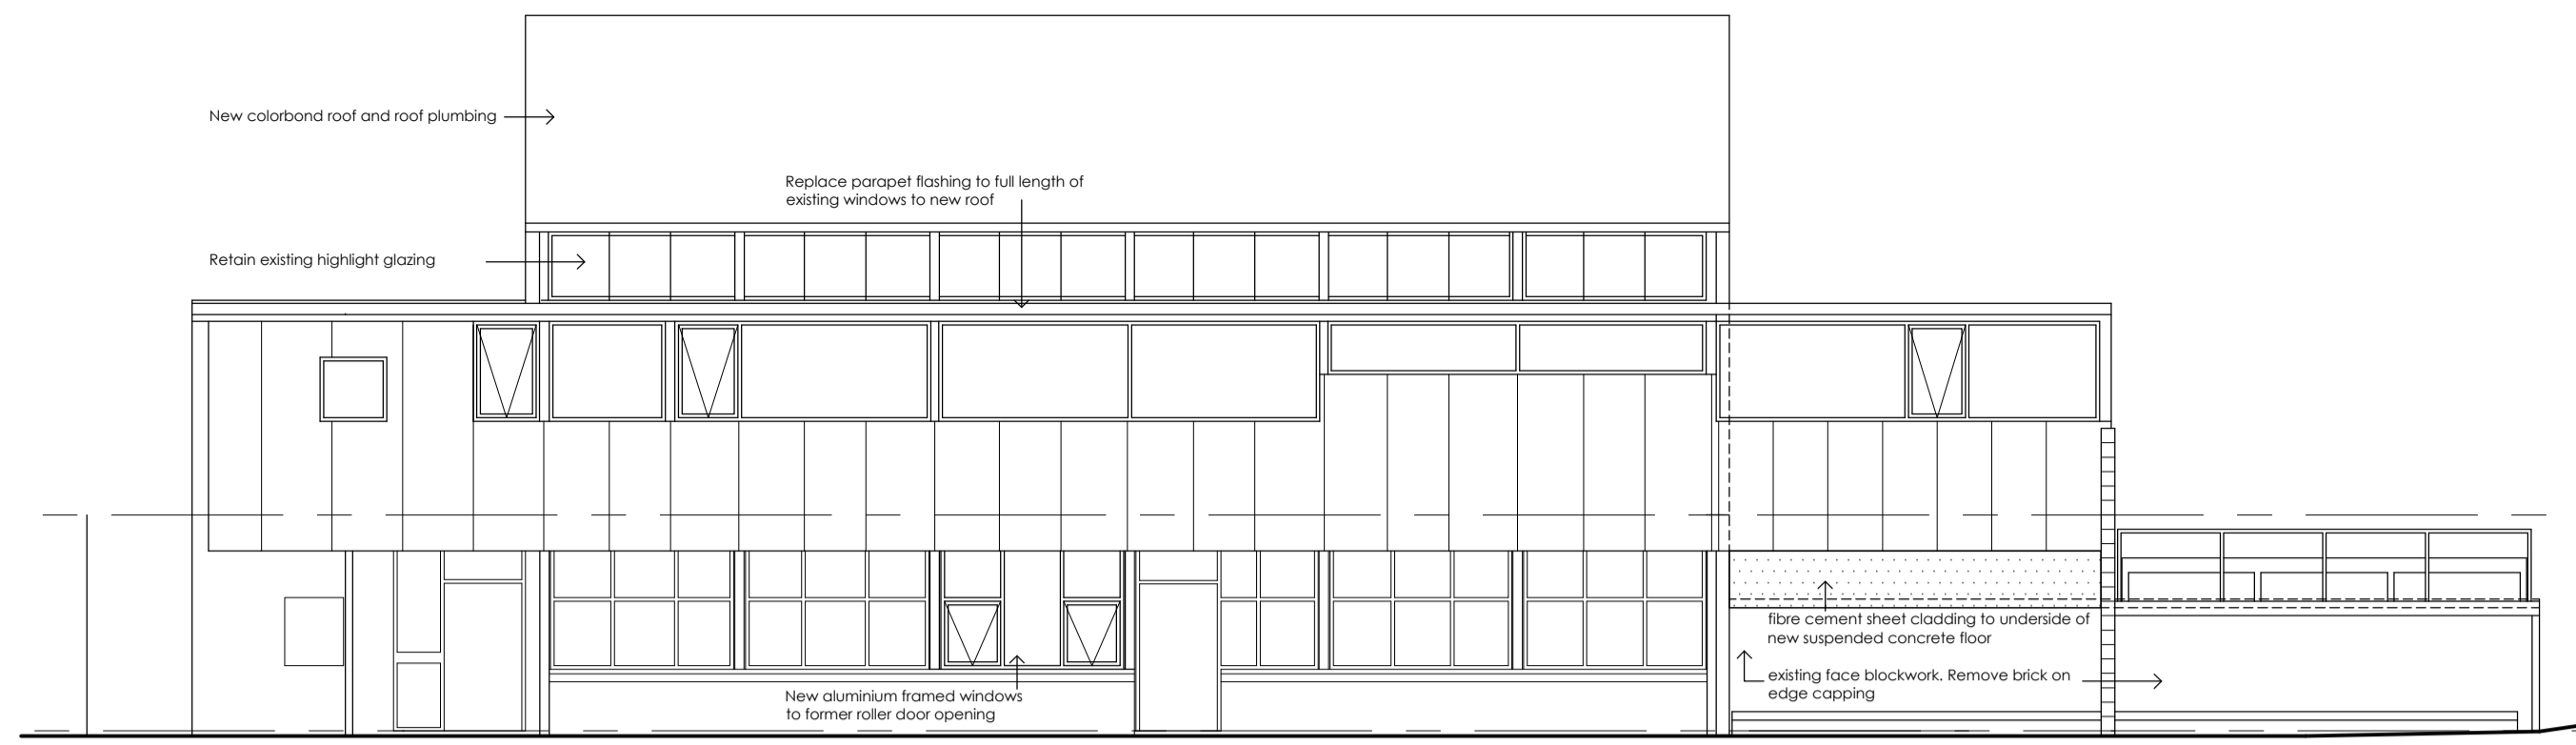 New colorbond roof and roof plumbing
Replace parapet flashing to full length of
existing windows to new roof
Retain existing highlight glazing
fibre cement sheet cladding to underside of
new suspended concrete floor
existing face blockwork. Remove brick on
edge capping
New aluminium framed windows
to former roller door opening